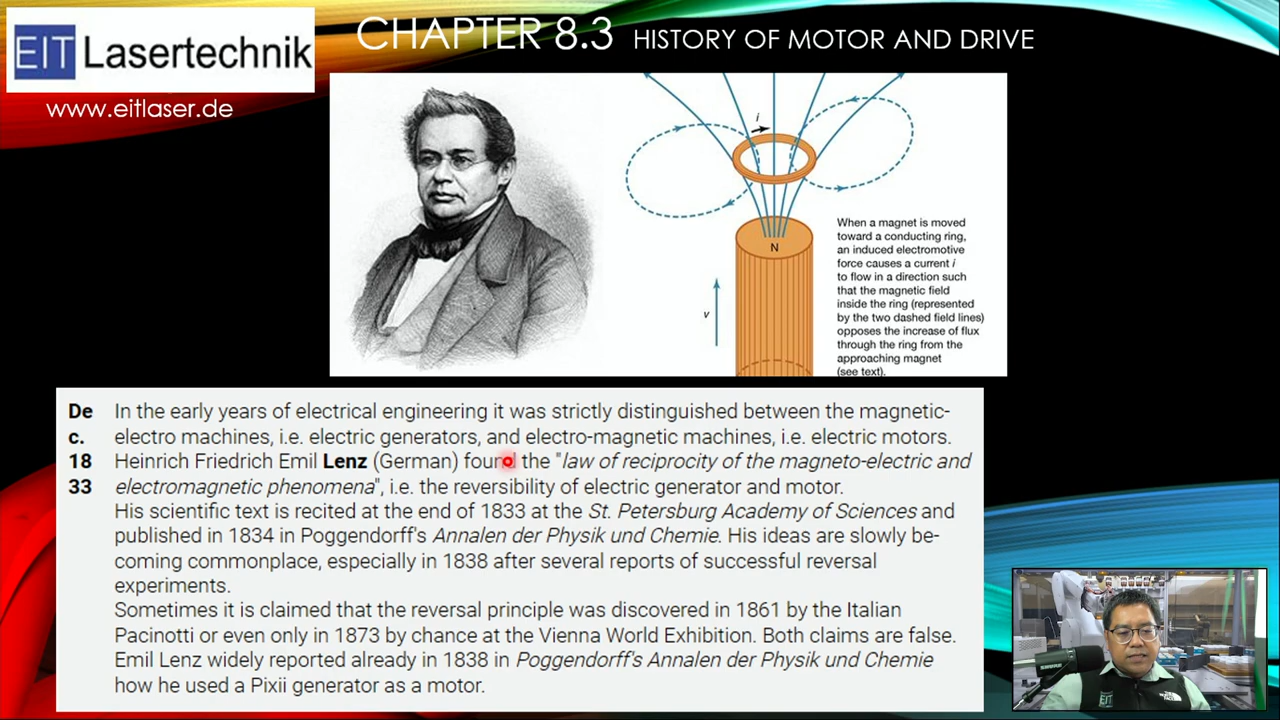 EIT Lasertechnik
CHAPTER 8.3 HISTORY OF MOTOR AND DRIVE
www.eitlaser.de
i
N
v
When a magnet is moved
toward a conducting ring,
an induced electromotive
force causes a current i
to flow in a direction such
that the magnetic field
inside the ring (represented
by the two dashed field lines)
opposes the increase of flux
through the ring from the
approaching magnet
(see text).
De
c.
18
33
In the early years of electrical engineering it was strictly distinguished between the magnetic-
electro machines, i.e. electric generators, and electro-magnetic machines, i.e. electric motors.
Heinrich Friedrich Emil Lenz (German) found the "law of reciprocity of the magneto-electric and
electromagnetic phenomena", i.e. the reversibility of electric generator and motor.
His scientific text is recited at the end of 1833 at the St. Petersburg Academy of Sciences and
published in 1834 in Poggendorff's Annalen der Physik und Chemie. His ideas are slowly be-
coming commonplace, especially in 1838 after several reports of successful reversal
experiments.
Sometimes it is claimed that the reversal principle was discovered in 1861 by the Italian
Pacinotti or even only in 1873 by chance at the Vienna World Exhibition. Both claims are false.
Emil Lenz widely reported already in 1838 in Poggendorff's Annalen der Physik und Chemie
how he used a Pixii generator as a motor.
SHURE
EIT
THE NORTH FACE